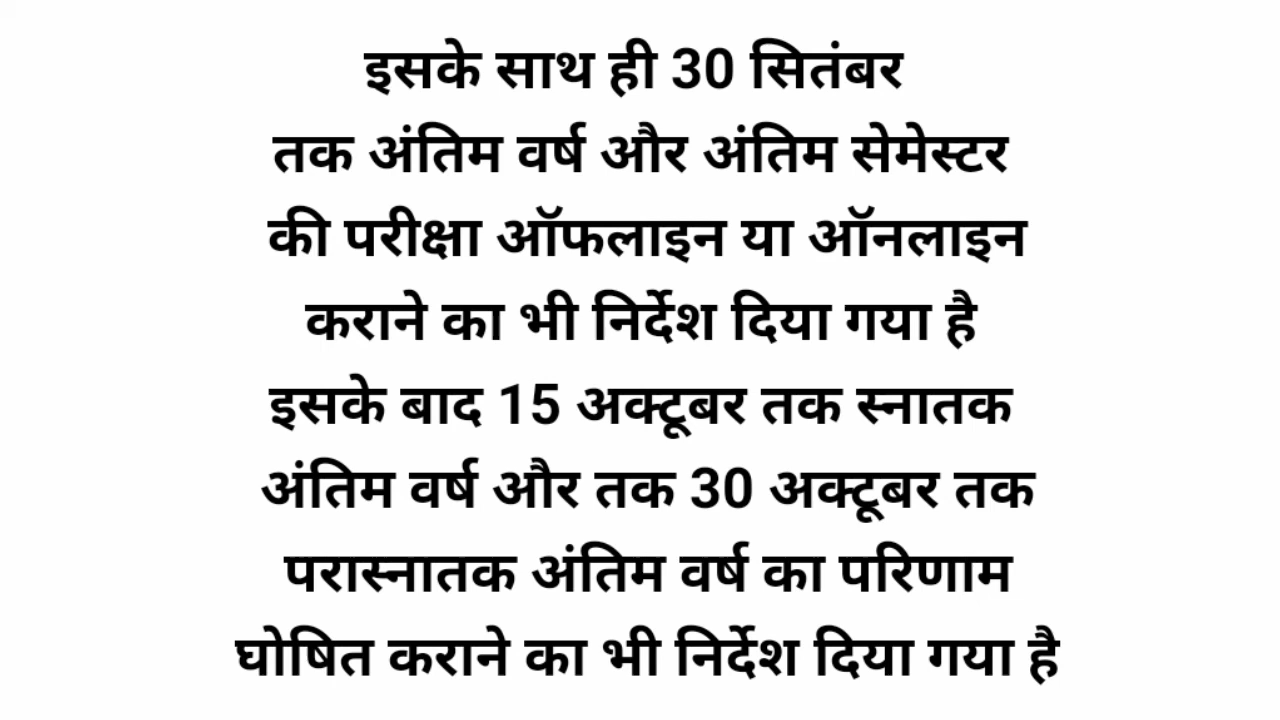 इसके साथ ही 30 सितंबर
तक अंतिम वर्ष और अंतिम सेमेस्टर
की परीक्षा ऑफलाइन या ऑनलाइन
कराने का भी निर्देश दिया गया है
इसके बाद 15 अक्टूबर तक स्नातक
अंतिम वर्ष और तक 30 अक्टूबर तक
परास्नातक अंतिम वर्ष का परिणाम
घोषित कराने का भी निर्देश दिया गया है